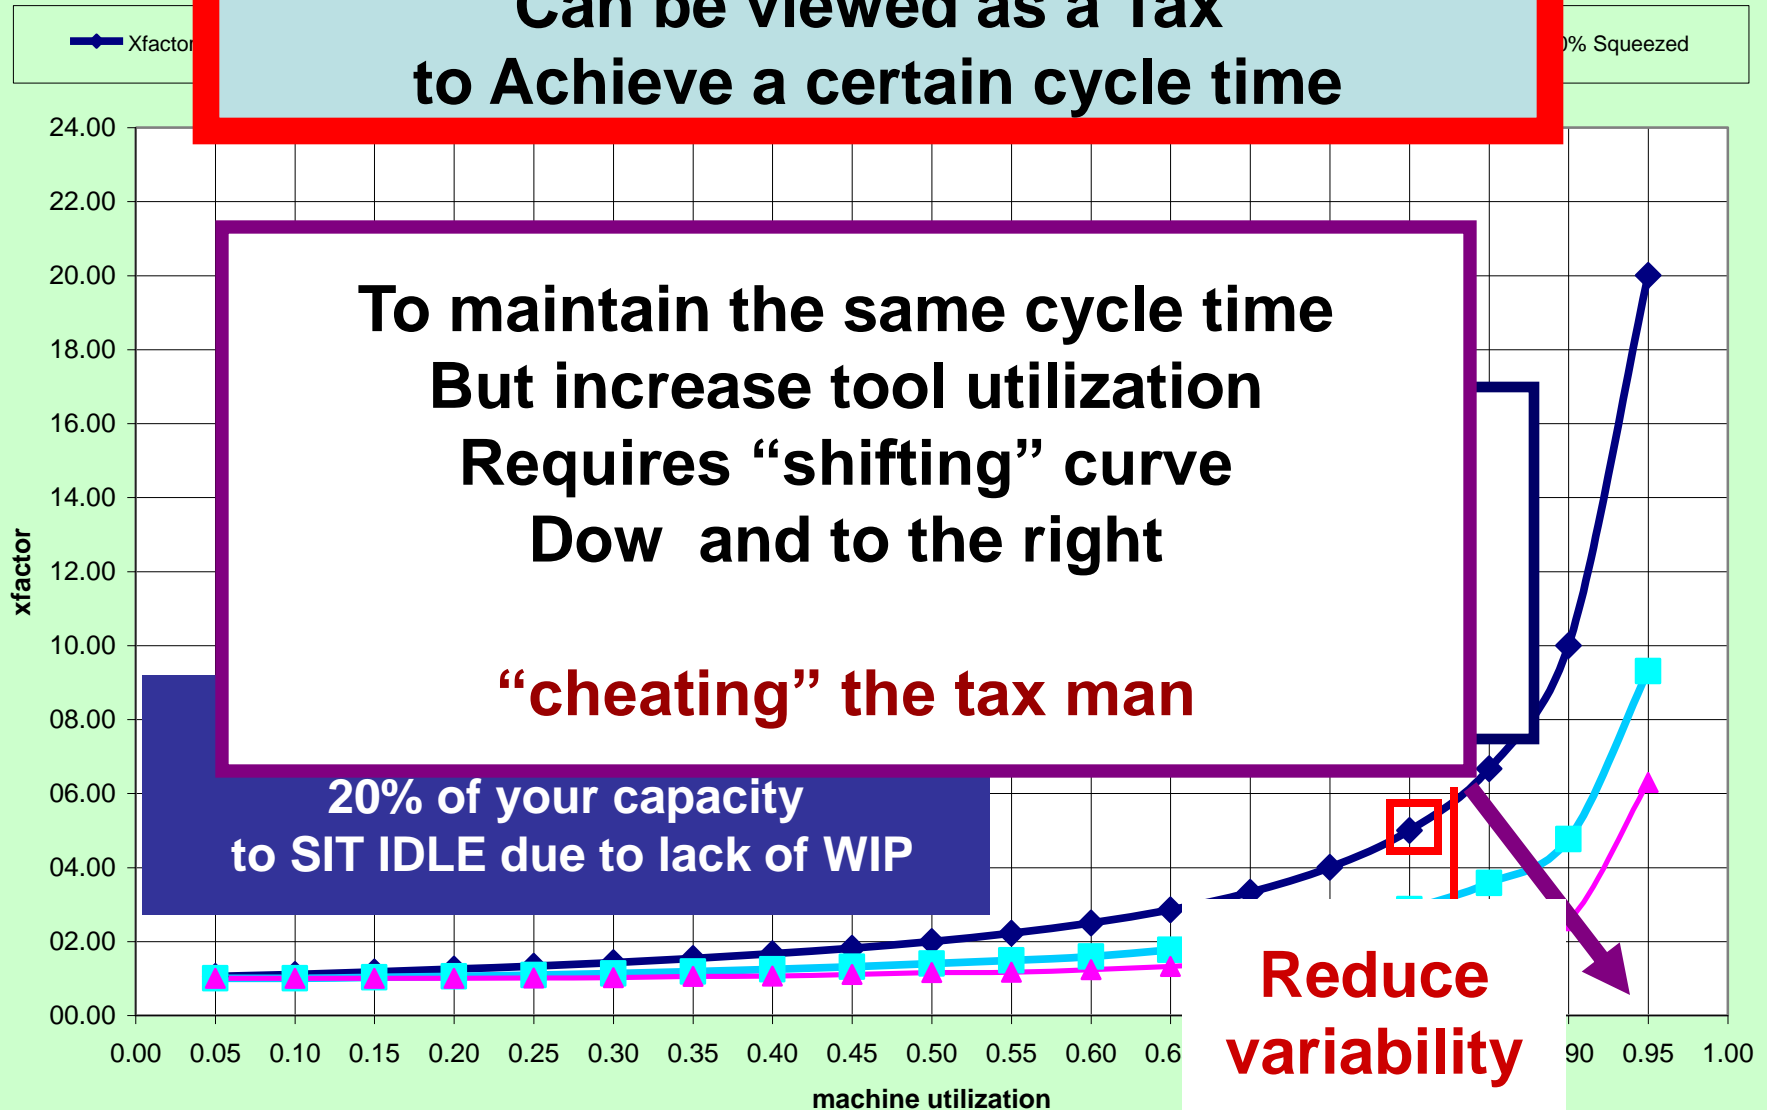 Can be viewed as a Tax
to Achieve a certain cycle time
Xfactor
0% Squeezed
24.00
22.00
20.00
18.00
16.00
14.00
12.00
10.00
08.00
06.00
04.00
02.00
00.00
xfactor
To maintain the same cycle time
But increase tool utilization
Requires “shifting” curve
Dow and to the right
“cheating” the tax man
20% of your capacity
to SIT IDLE due to lack of WIP
Reduce
variability
0.00 0.05 0.10 0.15 0.20 0.25 0.30 0.35 0.40 0.45 0.50 0.55 0.60 0.6 90 0.95 1.00
machine utilization